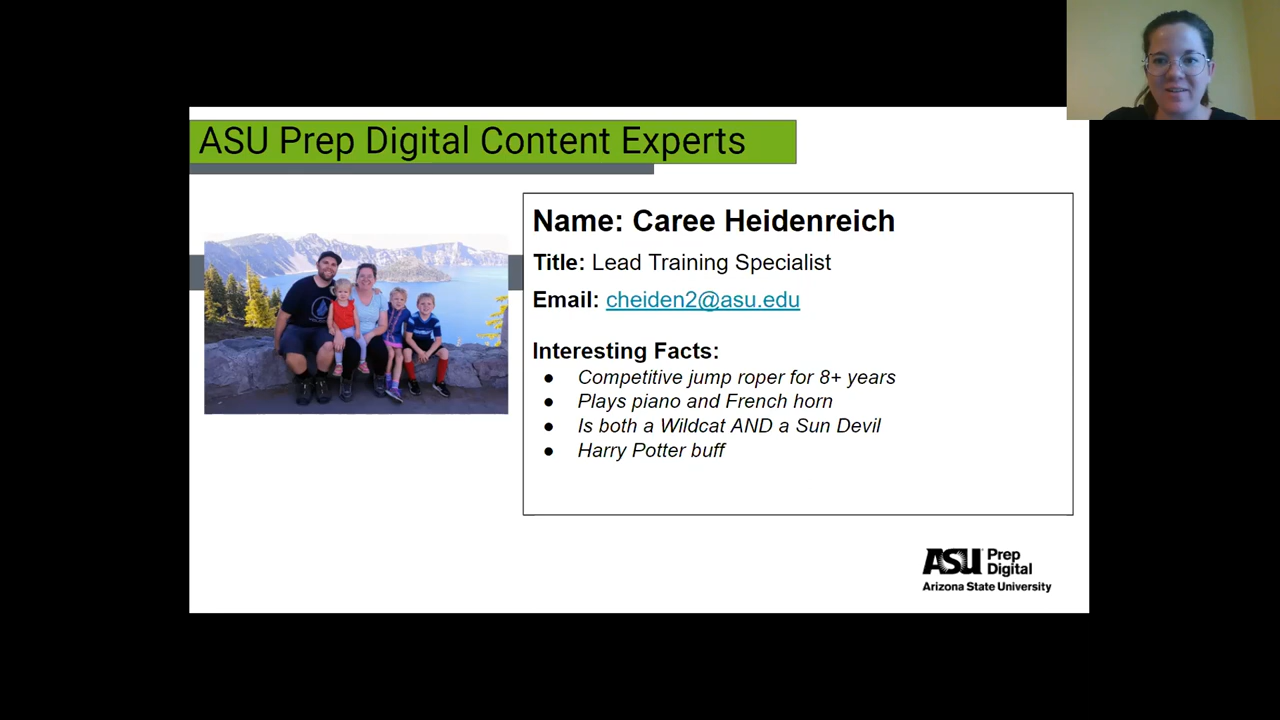 ASU Prep Digital Content Experts
Name: Caree Heidenreich
Title: Lead Training Specialist
Email: cheiden2@asu.edu
Interesting Facts:
● Competitive jump roper for 8+ years
● Plays piano and French horn
● Is both a Wildcat AND a Sun Devil
● Harry Potter buff
ASU Prep Digital
Arizona State University